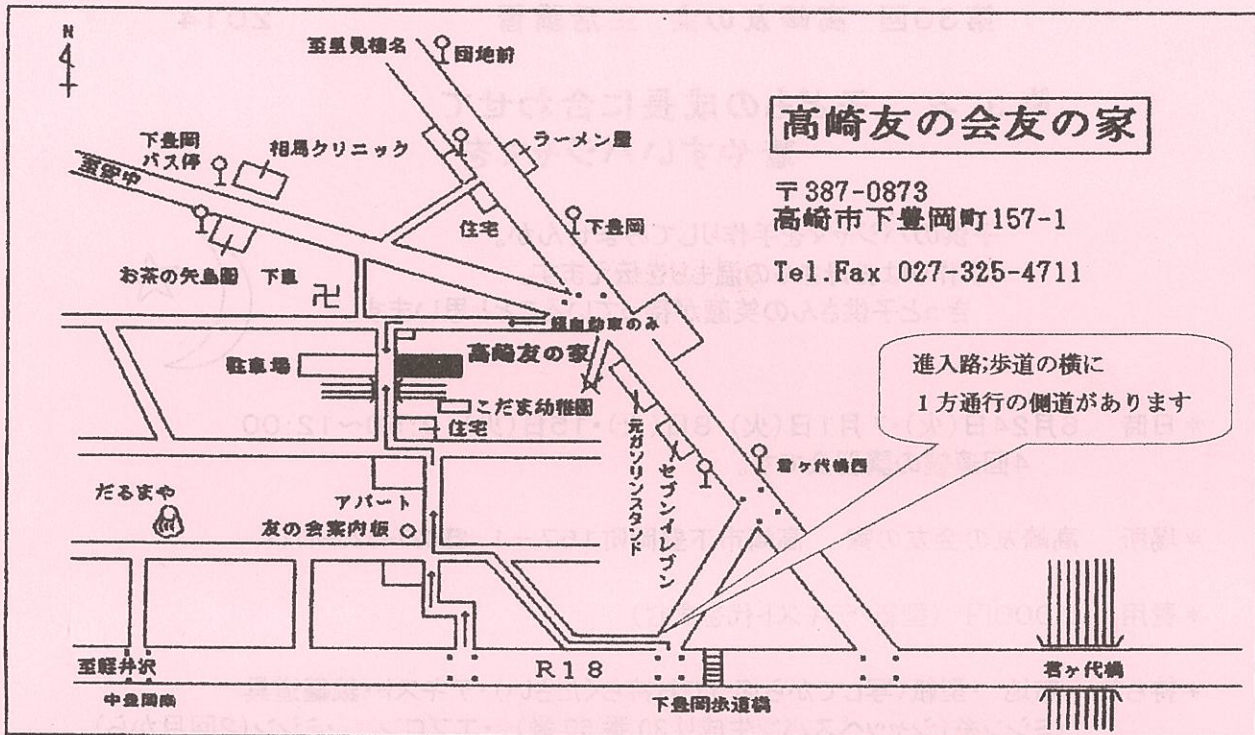 N
至里見榛名
団地前
高崎友の会友の家
〒387-0873
高崎市下豊岡町157-1
Tel.Fax 027-325-4711
下豊岡
バス停
相馬クリニック
ラーメン屋
至安中
住宅
下豊岡
お茶の矢島園 下車
卍
軽自動車のみ
駐車場
高崎友の家
こだま幼稚園
住宅
進入路;歩道の横に
1方通行の側道があります
元ガソリンスタンド
セブンイレブン
君ヶ代橋西
だるまや
アパート
友の会案内板
至軽井沢
R18
君ヶ代橋
中豊岡南
下豊岡歩道橋